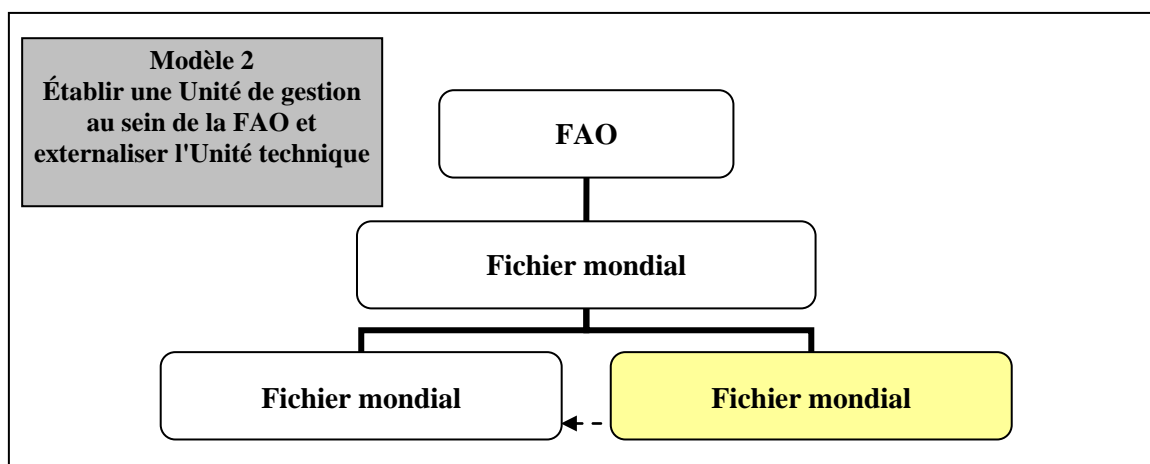 Modèle 2
Établir une Unité de gestion
au sein de la FAO et
externaliser l'Unité technique
FAO
Fichier mondial
Fichier mondial
Fichier mondial